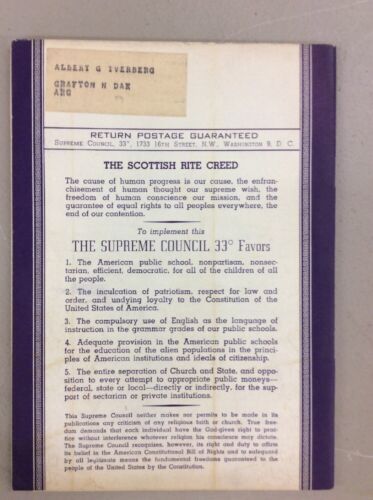 ALBERT G IVERBERG
GRAFTON N DAK
ARG
RETURN POSTAGE GUARANTEED
SUPREME COUNCIL, 33°, 1733 16TH STREET, N.W., WASHINGTON 9, D. C.
THE SCOTTISH RITE CREED
The cause of human progress is our cause, the enfran-
chisement of human thought our supreme wish, the
freedom of human conscience our mission, and the
guarantee of equal rights to all peoples everywhere, the
end of our contention.
To implement this
THE SUPREME COUNCIL 33° Favors
1. The American public school, nonpartisan, nonsec-
tarian, efficient, democratic, for all of the children of all
the people.
2. The inculcation of patriotism, respect for law and
order, and undying loyalty to the Constitution of the
United States of America.
3. The compulsory use of English as the language of
instruction in the grammar grades of our public schools.
4. Adequate provision in the American public schools
for the education of the alien populations in the princi-
ples of American institutions and ideals of citizenship.
5. The entire separation of Church and State, and oppo-
sition to every attempt to appropriate public moneys—
federal, state or local—directly or indirectly, for the sup-
port of sectarian or private institutions.
This Supreme Council neither makes nor permits to be made in its
publications any criticism of any religious faith or church. True free-
dom demands that each individual have the God-given right to prac-
tice without interference whatever religion his conscience may dictate.
The Supreme Council recognizes, however, its right and duty to affirm
its belief in the American Constitutional Bill of Rights and to safeguard
by all legitimate means the fundamental freedoms guaranteed to the
people of the United States by the Constitution.